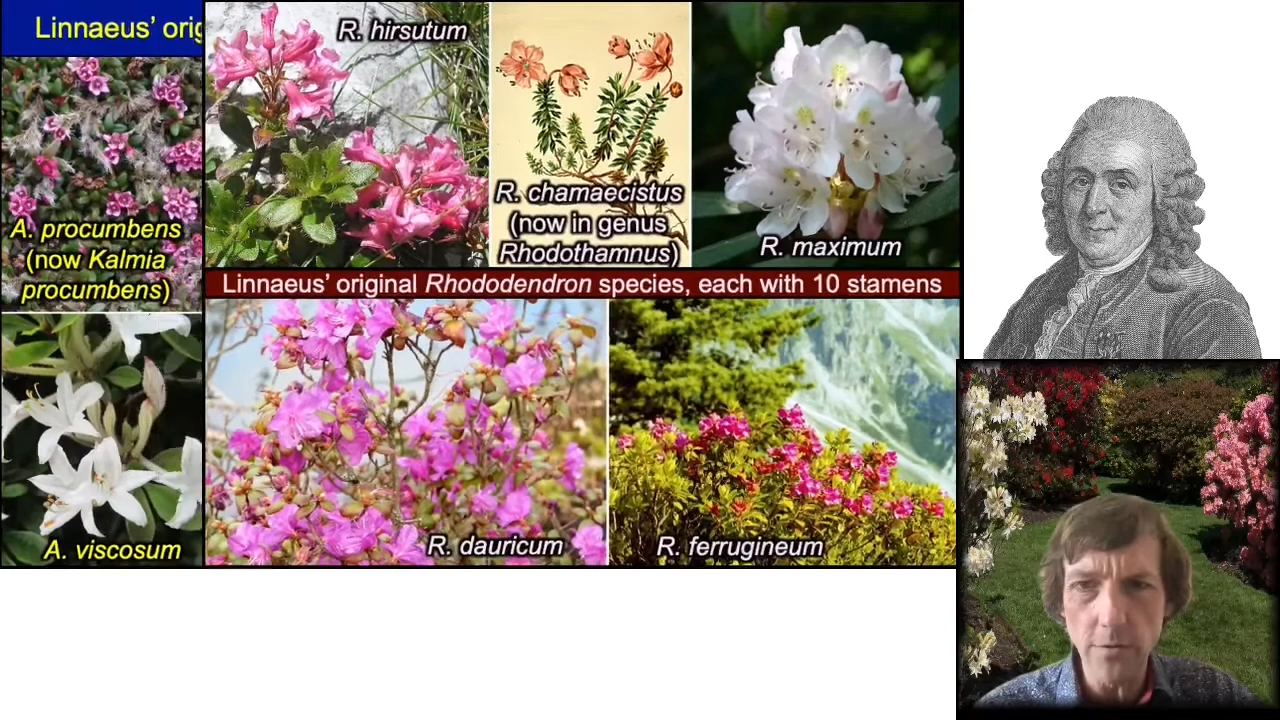 Linnaeus' orig
A. procumbens
(now Kalmia
procumbens)
A. viscosum
R. hirsutum
R. chamaecistus
(now in genus
Rhodothamnus)
R. maximum
Linnaeus' original Rhododendron species, each with 10 stamens
R. dauricum
R. ferrugineum